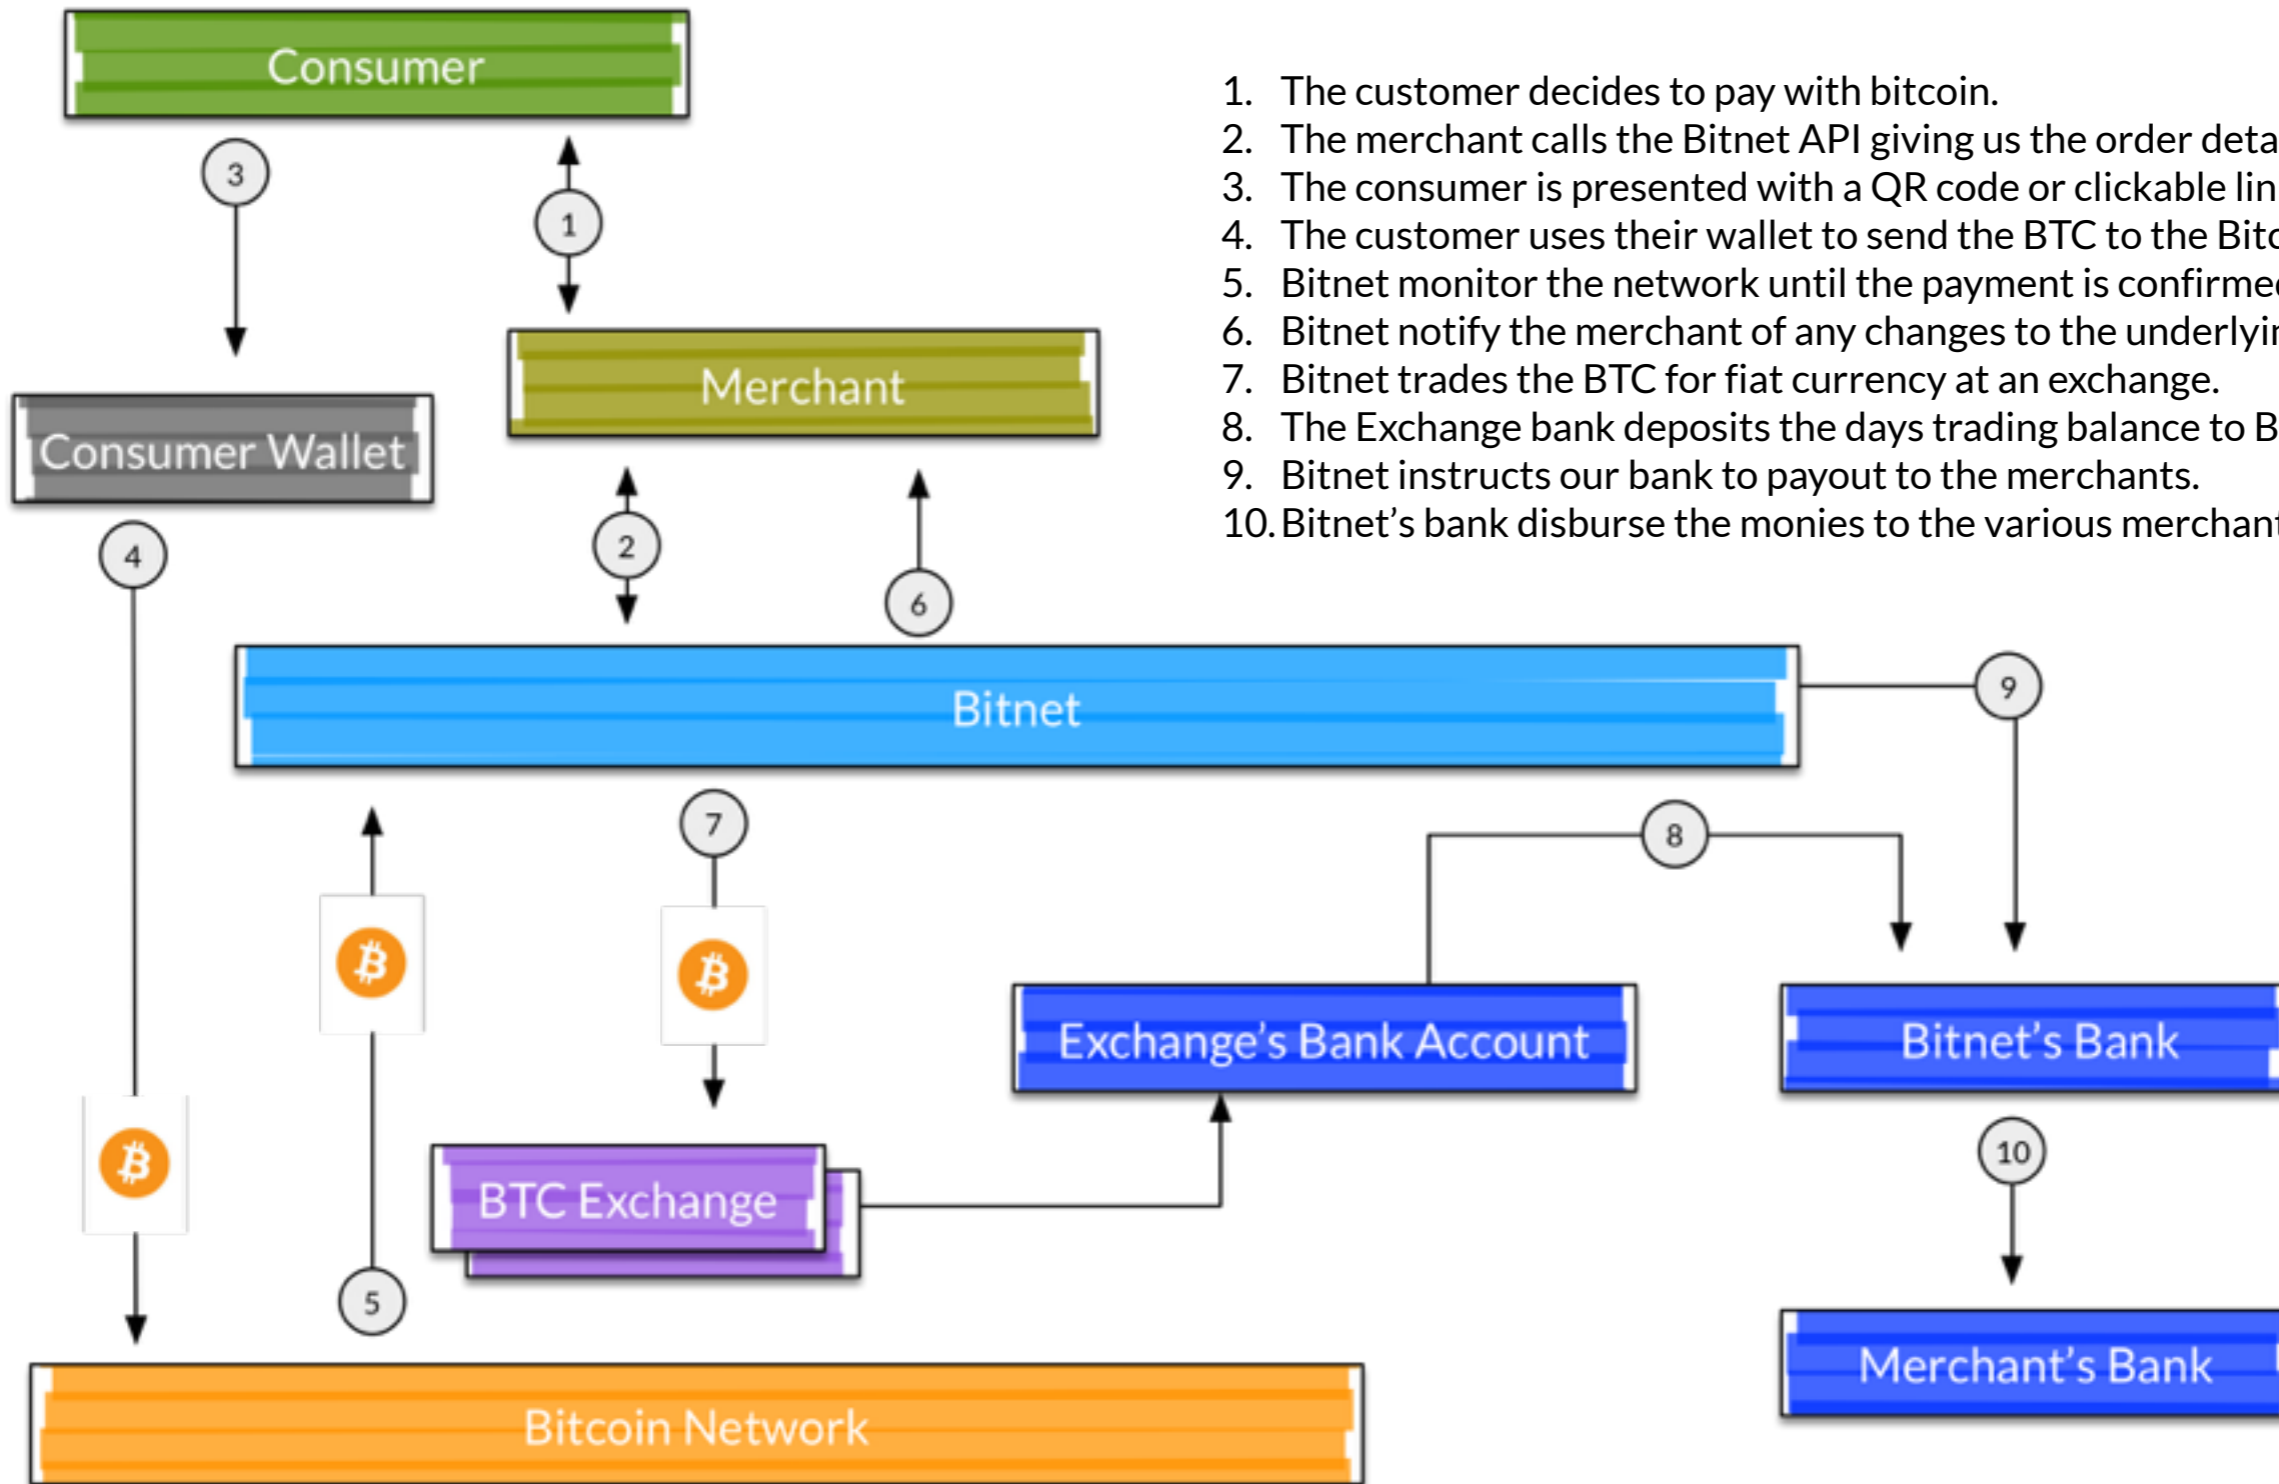 Consumer
1. The customer decides to pay with bitcoin.
2. The merchant calls the Bitnet API giving us the order
3. The consumer is presented with a QR code or clickable
4. The customer uses their wallet to send the BTC to the
5. Bitnet monitor the network until the payment is
6. Bitnet notify the merchant of any changes to the
7. Bitnet trades the BTC for fiat currency at an exchange.
8. The Exchange bank deposits the days trading balance to
9. Bitnet instructs our bank to payout to the merchants.
10. Bitnet's bank disburse the monies to the various
3
1
Merchant
Consumer Wallet
4
2
6
Bitnet
9
7
8
Exchange's Bank Account
Bitnet's Bank
BTC Exchange
10
5
Merchant's Bank
Bitcoin Network